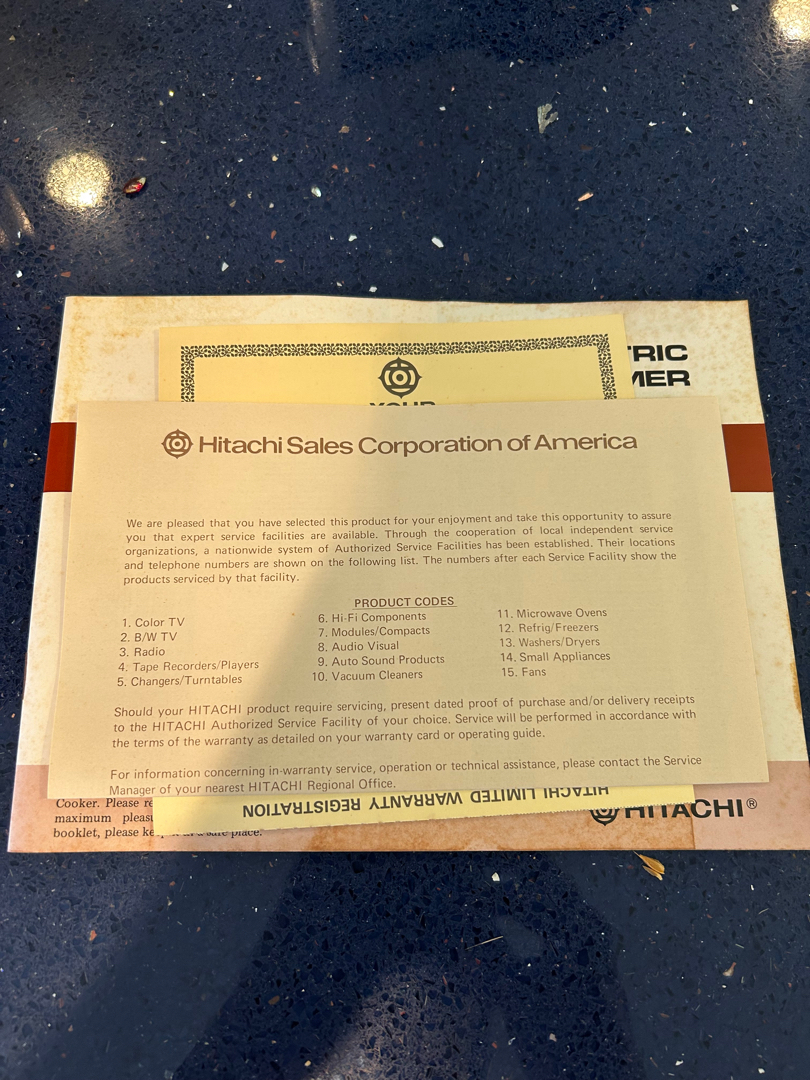 TRIC
MER
YOUR
Hitachi Sales Corporation of America
We are pleased that you have selected this product for your enjoyment and take this opportunity to assure
you that expert service facilities are available. Through the cooperation of local independent service
organizations, a nationwide system of Authorized Service Facilities has been established. Their locations
and telephone numbers are shown on the following list. The numbers after each Service Facility show the
products serviced by that facility.
PRODUCT CODES
1. Color TV
2. B/W TV
3. Radio
4. Tape Recorders/Players
5. Changers/Turntables
6. Hi-Fi Components
7. Modules/Compacts
8. Audio Visual
9. Auto Sound Products
10. Vacuum Cleaners
11. Microwave Ovens
12. Refrig/Freezers
13. Washers/Dryers
14. Small Appliances
15. Fans
Should your HITACHI product require servicing, present dated proof of purchase and/or delivery receipts
to the HITACHI Authorized Service Facility of your choice. Service will be performed in accordance with
the terms of the warranty as detailed on your warranty card or operating guide.
For information concerning in-warranty service, operation or technical assistance, please contact the Service
Manager of your nearest HITACHI Regional Office.
HITACHI LIMITED WARRANTY REGISTRATION
Cooker. Please re
maximum pleasu
booklet, please keep it in a safe place.
HITACHI®